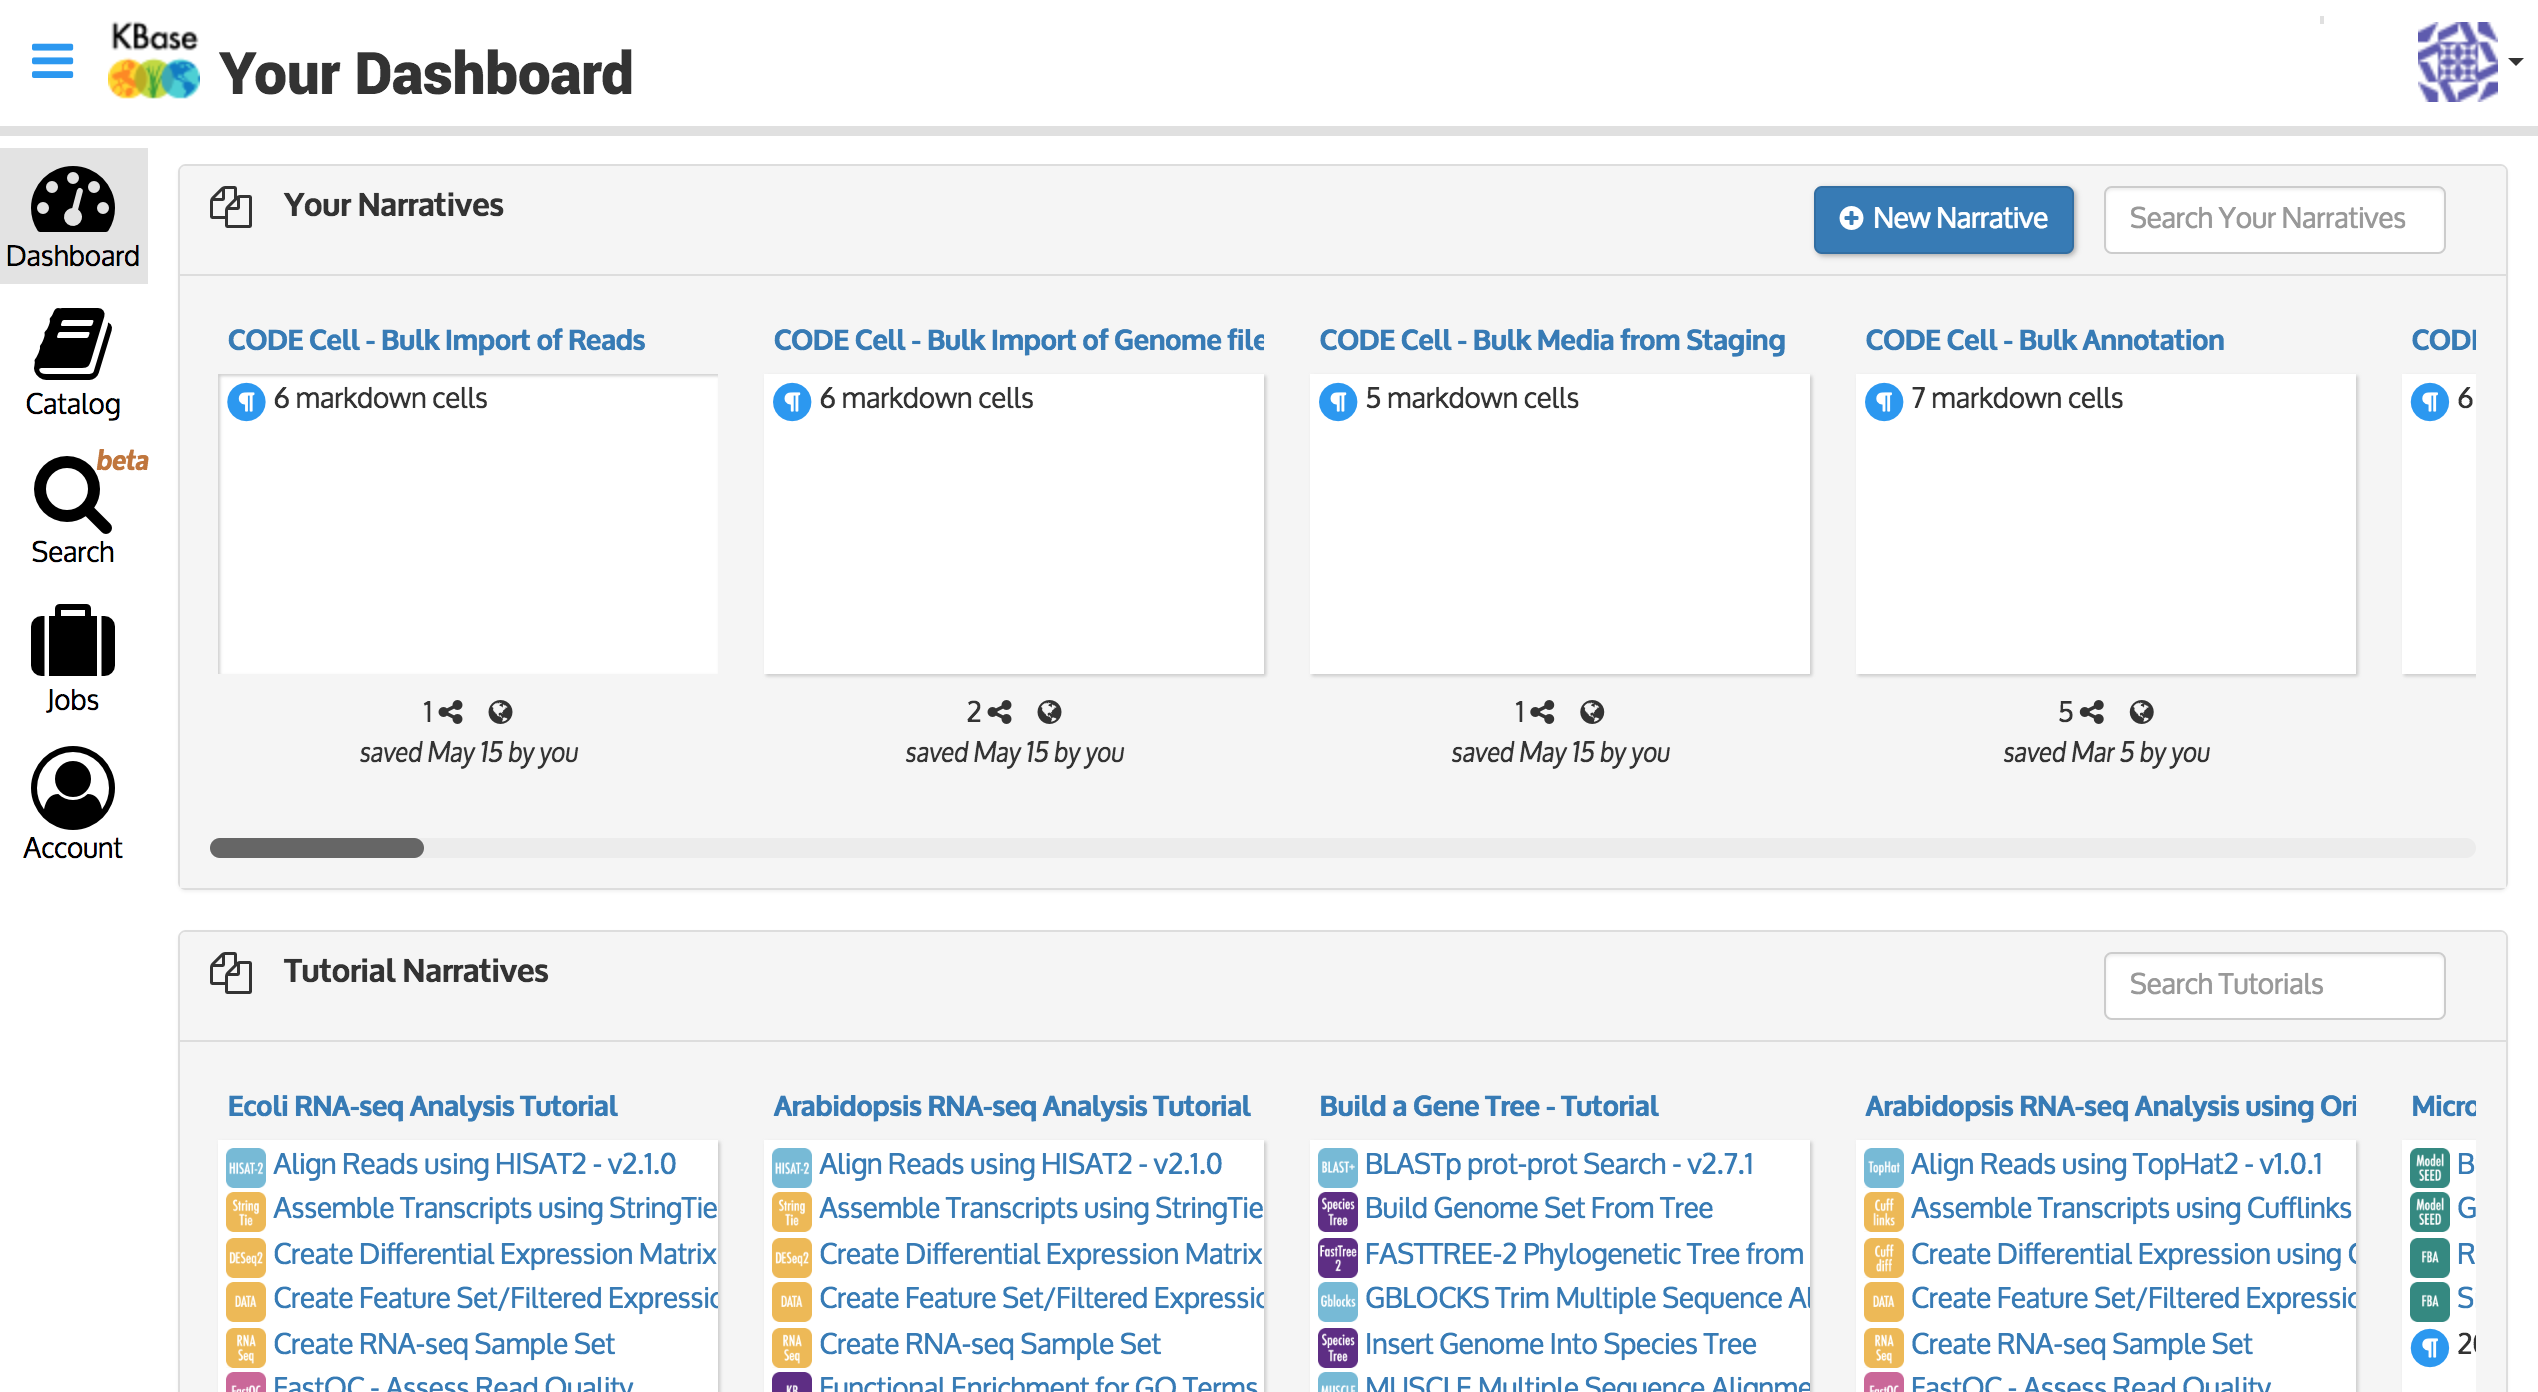 KBase
Your Dashboard
Dashboard
Catalog
beta
Search
Jobs
Account
Your Narratives
New Narrative
Search Your Narratives
CODE Cell - Bulk Import of Reads
6 markdown cells
1
saved May 15 by you
CODE Cell - Bulk Import of Genome file
6 markdown cells
2
saved May 15 by you
CODE Cell - Bulk Media from Staging
5 markdown cells
1
saved May 15 by you
CODE Cell - Bulk Annotation
7 markdown cells
5
saved Mar 5 by you
CODE
6
Tutorial Narratives
Search Tutorials
Ecoli RNA-seq Analysis Tutorial
HISAT-2 Align Reads using HISAT2 - v2.1.0
String Tie Assemble Transcripts using StringTie
DESeq2 Create Differential Expression Matrix
DATA Create Feature Set/Filtered Expressic
RNA Seq Create RNA-seq Sample Set
FastQC FastQC - Assess Read Quality
Arabidopsis RNA-seq Analysis Tutorial
HISAT-2 Align Reads using HISAT2 - v2.1.0
String Tie Assemble Transcripts using StringTie
DESeq2 Create Differential Expression Matrix
DATA Create Feature Set/Filtered Expressic
RNA Seq Create RNA-seq Sample Set
KB Functional Enrichment for GO Terms
Build a Gene Tree - Tutorial
BLAST+ BLASTp prot-prot Search - v2.7.1
Species Tree Build Genome Set From Tree
FastTree 2 FASTTREE-2 Phylogenetic Tree from
Gblocks GBLOCKS Trim Multiple Sequence Al
Species Tree Insert Genome Into Species Tree
MUSCLE MUSCLE Multiple Sequence Alignme
Arabidopsis RNA-seq Analysis using Ori
TopHat Align Reads using TopHat2 - v1.0.1
Cuff links Assemble Transcripts using Cufflinks
Cuff diff Create Differential Expression using C
DATA Create Feature Set/Filtered Expressic
RNA Seq Create RNA-seq Sample Set
FastQC FastQC - Assess Read Quality
Micro
Model SEED B
Model SEED G
FBA R
FBA S
20